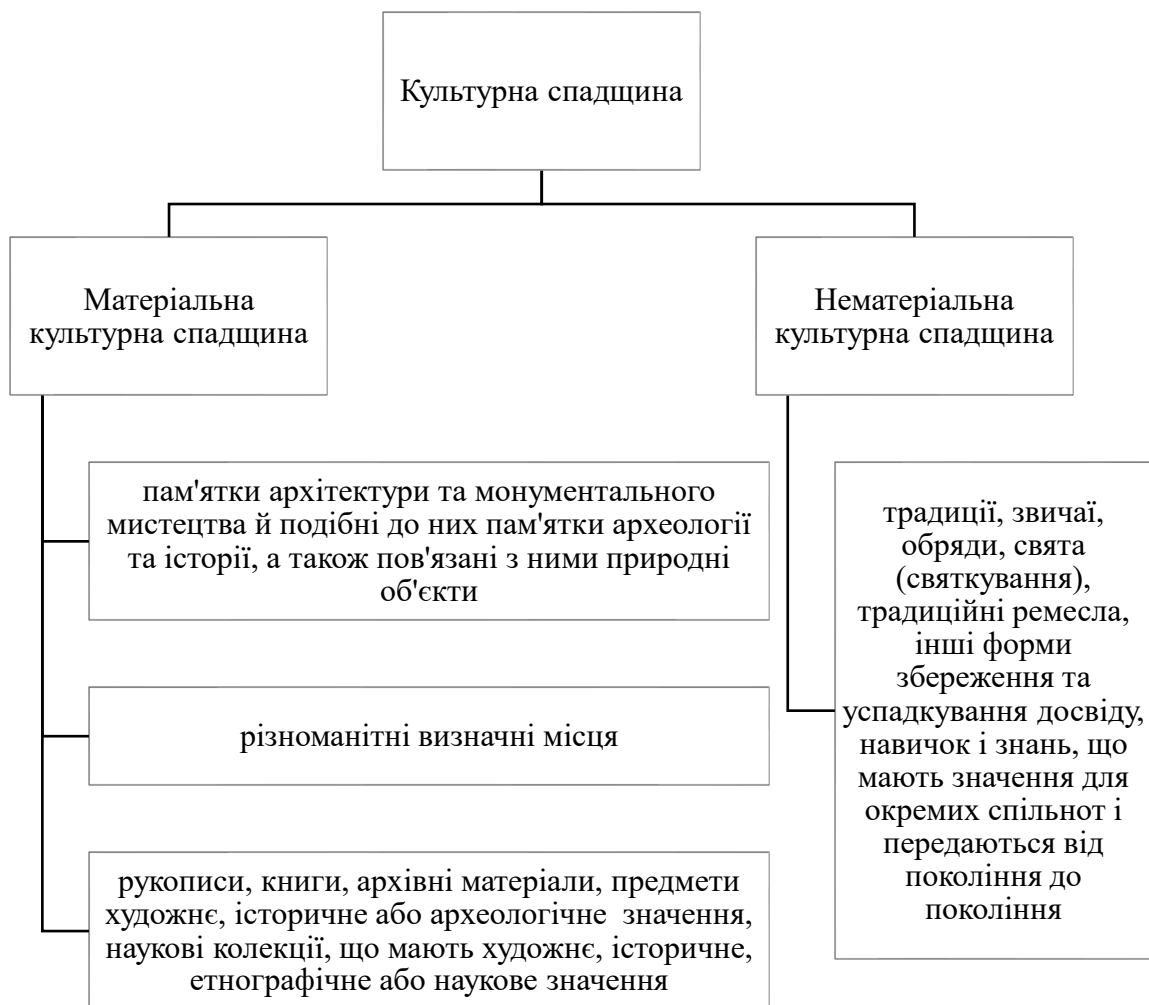 Культурна спадщина
Матеріальна
культурна спадщина
пам'ятки архітектури та монументального
мистецтва й подібні до них пам'ятки археології
та історії, а також пов'язані з ними природні
об'єкти
різноманітні визначні місця
рукописи, книги, архівні матеріали, предмети
художнє, історичне або археологічне значення,
наукові колекції, що мають художнє, історичне,
етнографічне або наукове значення
Нематеріальна
культурна спадщина
традиції, звичаї,
обряди, свята
(святкування),
традиційні ремесла,
інші форми
збереження та
успадкування досвіду,
навичок і знань, що
мають значення для
окремих спільнот і
передаються від
покоління до
покоління